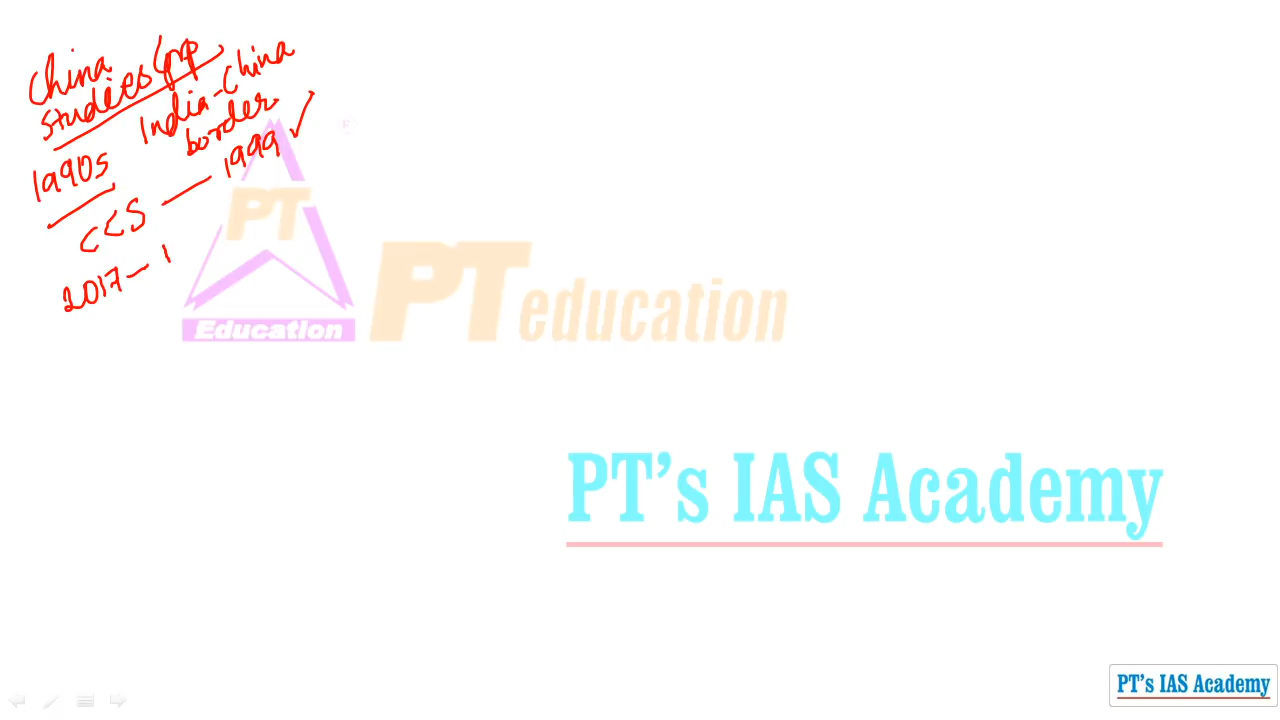 China
Studies Grp
1990s
India-China
border
CCS — 1999 ✓
2017 – 1
PT
Education
PT education
PT's IAS Academy
PT's IAS Academy